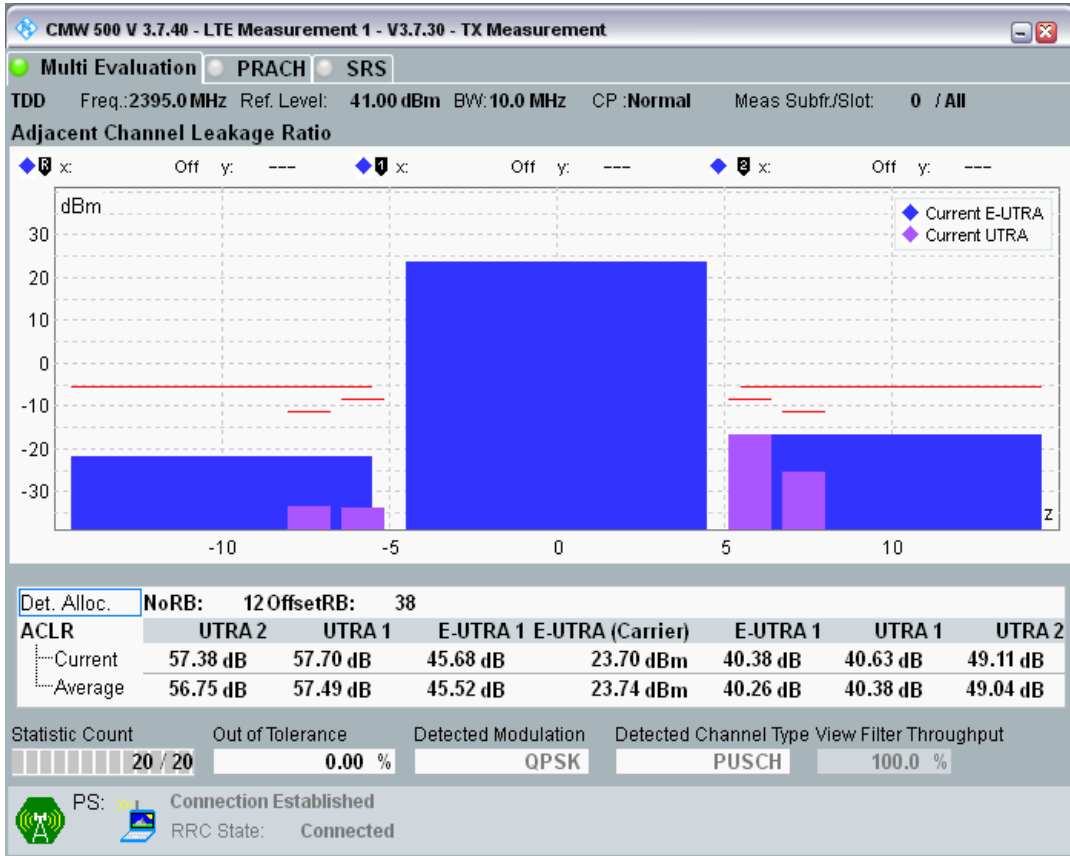 CMW 500 V 3.7.40 - LTE Measurement 1 - V3.7.30 - TX Measurement
Multi Evaluation PRACH SRS
TDD Freq.:2395.0 MHz Ref. Level: 41.00 dBm BW: 10.0 MHz CP :Normal Meas Subfr./Slot: 0 / All
Adjacent Channel Leakage Ratio
R x: Off y: --- 1 x: Off y: --- 2 x: Off y: ---
dBm
Current E-UTRA
Current UTRA
30
20
10
0
-10
-20
-30
z
-10 -5 0 5 10
Det. Alloc. NoRB: 12 OffsetRB: 38
ACLR UTRA 2 UTRA 1 E-UTRA 1 E-UTRA (Carrier) E-UTRA 1 UTRA 1 UTRA 2
Current 57.38 dB 57.70 dB 45.68 dB 23.70 dBm 40.38 dB 40.63 dB 49.11 dB
Average 56.75 dB 57.49 dB 45.52 dB 23.74 dBm 40.26 dB 40.38 dB 49.04 dB
Statistic Count Out of Tolerance Detected Modulation Detected Channel Type View Filter Throughput
20 / 20 0.00 % QPSK PUSCH 100.0 %
PS: Connection Established
RRC State: Connected